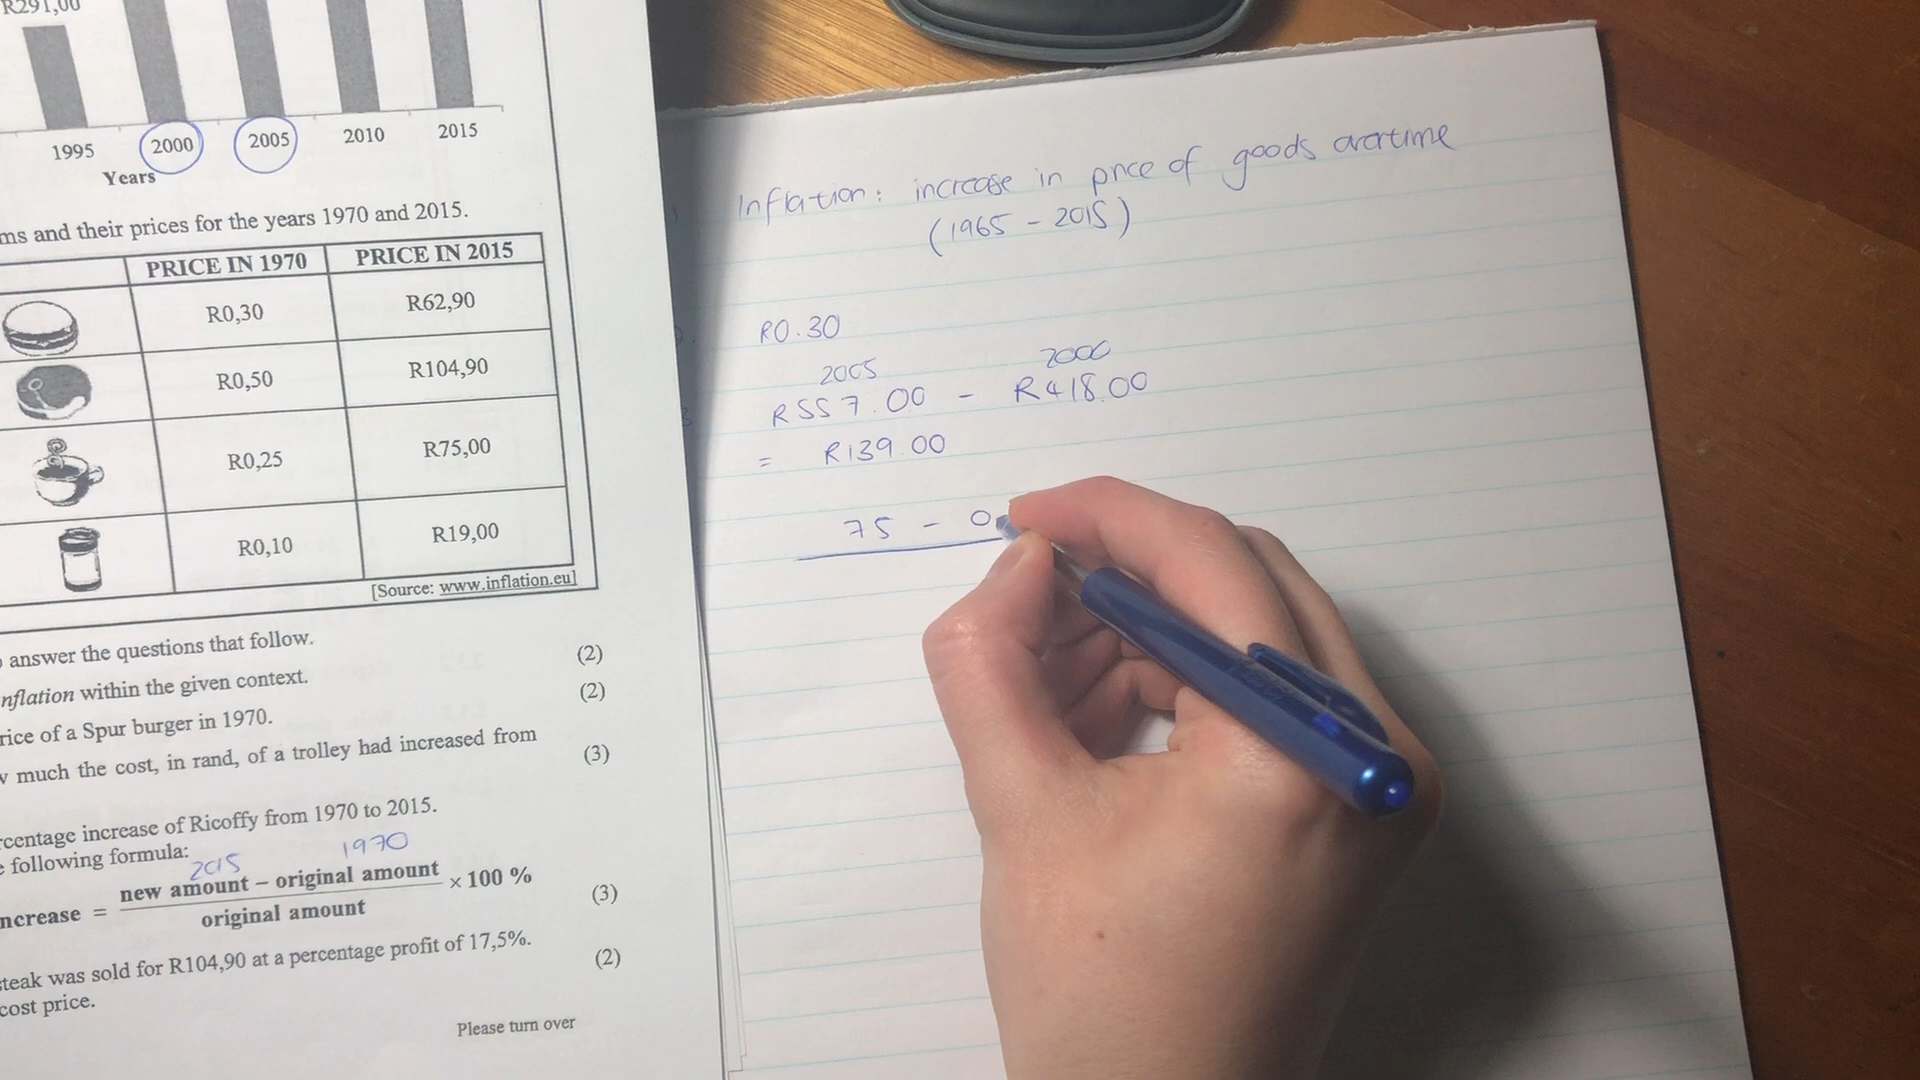 R291,00
1995 2000 2005 2010 2015
Years
ms and their prices for the years 1970 and 2015.
PRICE IN 1970 PRICE IN 2015
R0,30 R62,90
R0,50 R104,90
R0,25 R75,00
R0,10 R19,00
[Source: www.inflation.eu]
answer the questions that follow.
(2)
nflation within the given context.
(2)
rice of a Spur burger in 1970.
much the cost, in rand, of a trolley had increased from
(3)
rcentage increase of Ricoffy from 1970 to 2015.
following formula:
2015 1970
new amount – original amount
ncrease = × 100 %
original amount
(3)
teak was sold for R104,90 at a percentage profit of 17,5%.
(2)
cost price.
Please turn over
Inflation: increase in price of goods overtime
(1965 - 2015)
R0.30
2005 2000
R557.00 - R418.00
= R139.00
75 - 0.